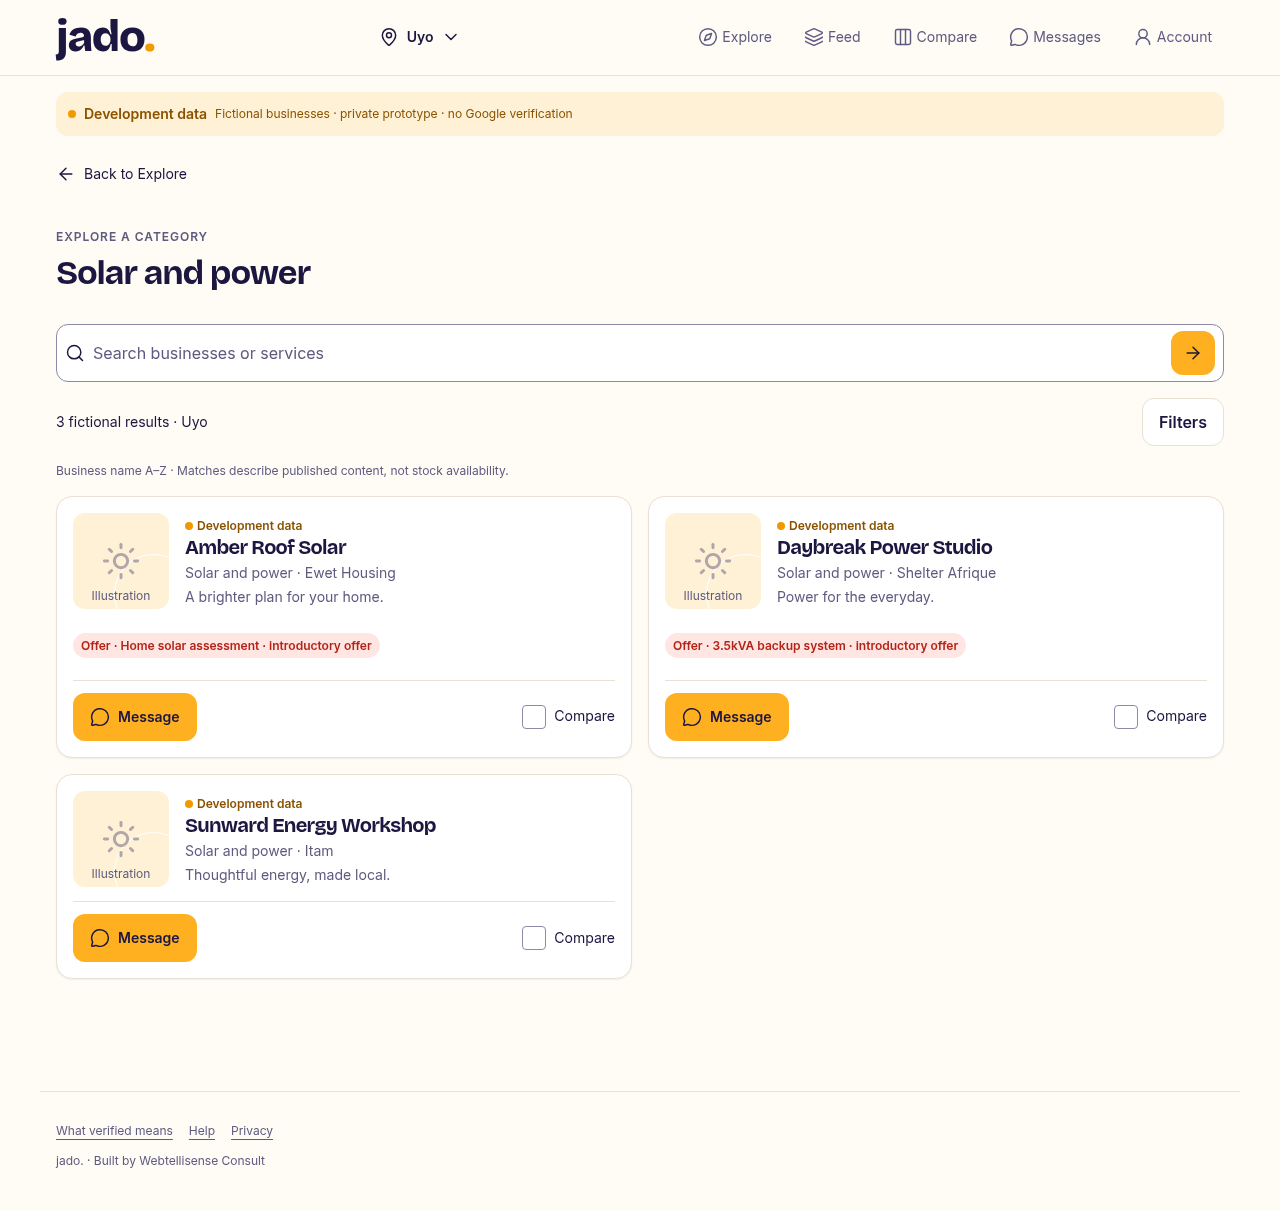 jado.
Uyo
Explore
Feed
Compare
Messages
Account
Development data Fictional businesses · private prototype · no Google verification
Back to Explore
EXPLORE A CATEGORY
Solar and power
Search businesses or services
3 fictional results · Uyo
Filters
Business name A–Z · Matches describe published content, not stock availability.
Illustration
Development data
Amber Roof Solar
Solar and power · Ewet Housing
A brighter plan for your home.
Offer · Home solar assessment · introductory offer
Message
Compare
Illustration
Development data
Daybreak Power Studio
Solar and power · Shelter Afrique
Power for the everyday.
Offer · 3.5kVA backup system · introductory offer
Message
Compare
Illustration
Development data
Sunward Energy Workshop
Solar and power · Itam
Thoughtful energy, made local.
Message
Compare
What verified means Help Privacy
jado. · Built by Webtellisense Consult